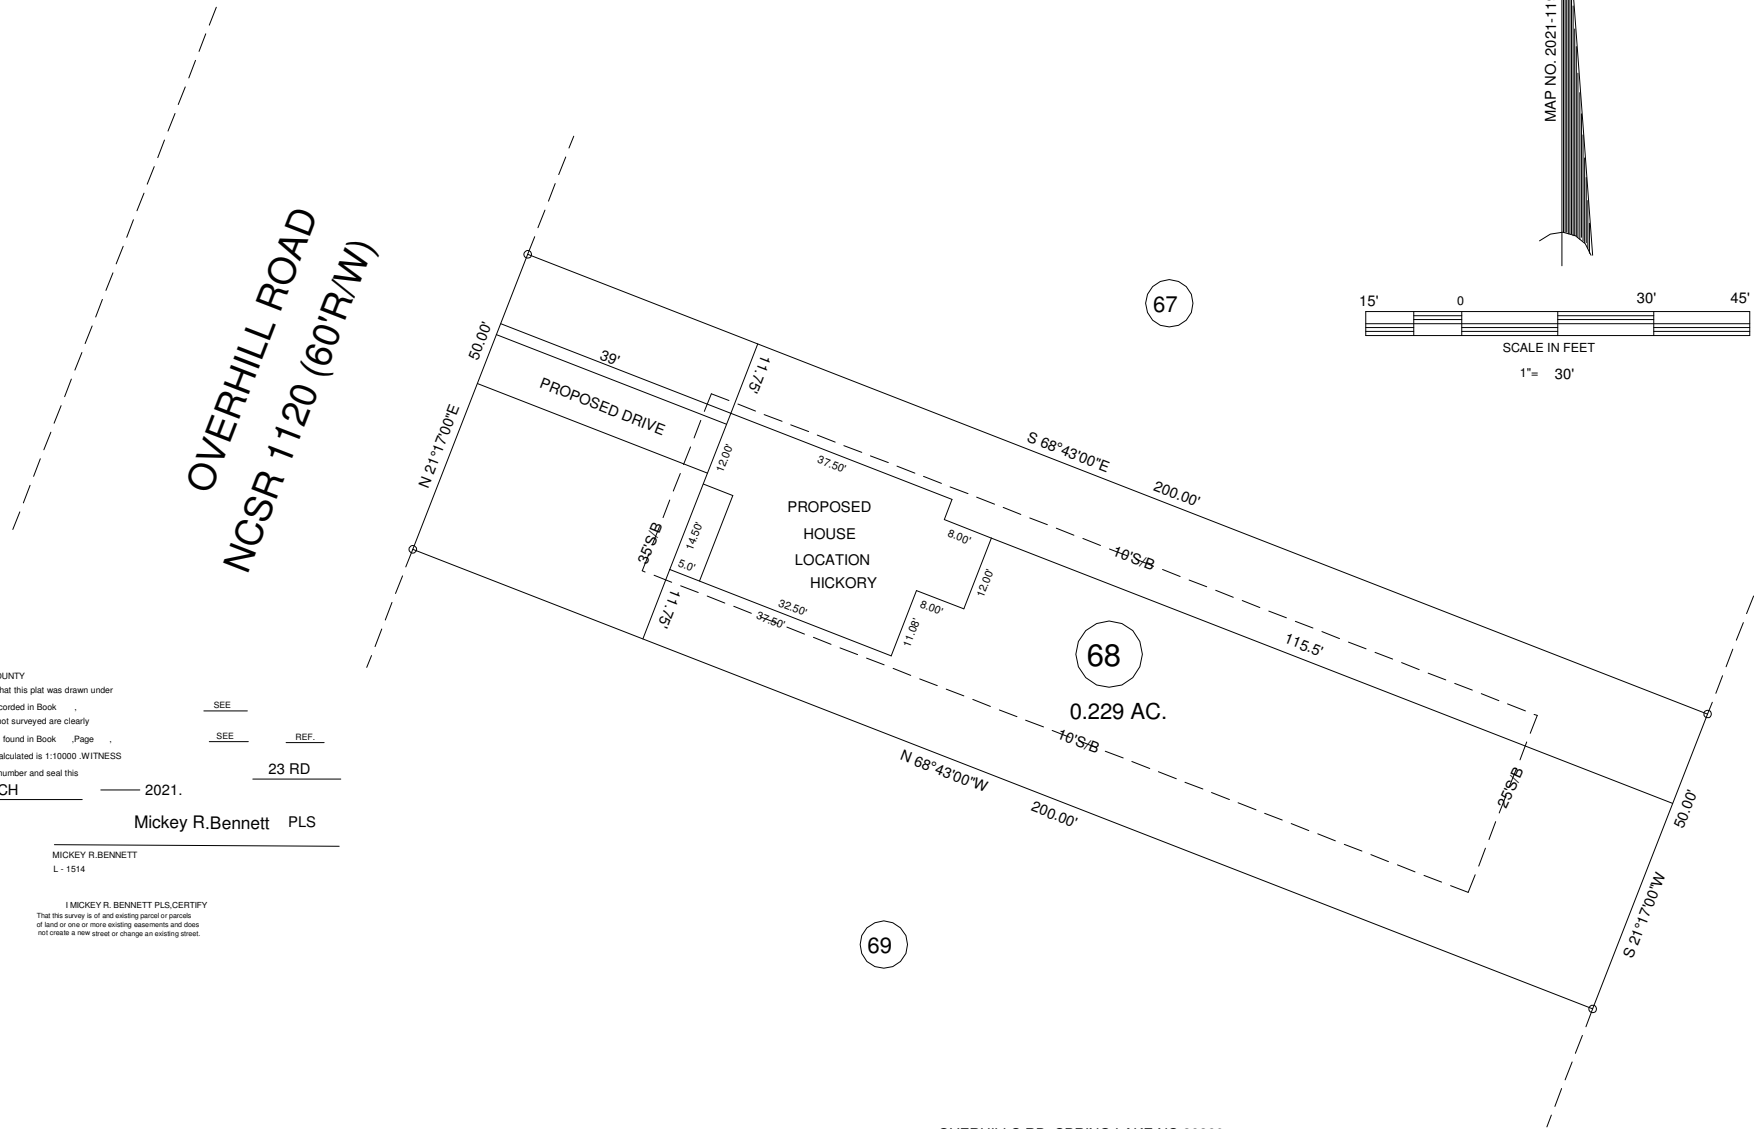 MAP NO. 2021-11
OVERHILL ROAD
NCSR 1120 (60'R/W)
67
15' 0 30' 45'
SCALE IN FEET
1"= 30'
50.00'
N 21°17'00"E
39'
PROPOSED DRIVE
11.75'
12.00'
37.50'
S 68°43'00"E
200.00'
PROPOSED
HOUSE
LOCATION
HICKORY
35'S/B
14.50'
5.0'
8.00'
12.00'
10'S/B
32.50'
37.50'
8.00'
11.08'
11.75'
115.5'
68
0.229 AC.
10'S/B
25'S/B
N 68°43'00"W
200.00'
50.00'
S 21°17'00"W
69
OUNTY
hat this plat was drawn under
corded in Book , SEE
not surveyed are clearly
found in Book ,Page , SEE REF.
alculated is 1:10000 .WITNESS
number and seal this 23 RD
CH 2021.
Mickey R.Bennett PLS
MICKEY R.BENNETT
L - 1514
I MICKEY R. BENNETT PLS,CERTIFY
That this survey is of and existing parcel or parcels
of land or one or more existing easements and does
not create a new street or change an existing street.